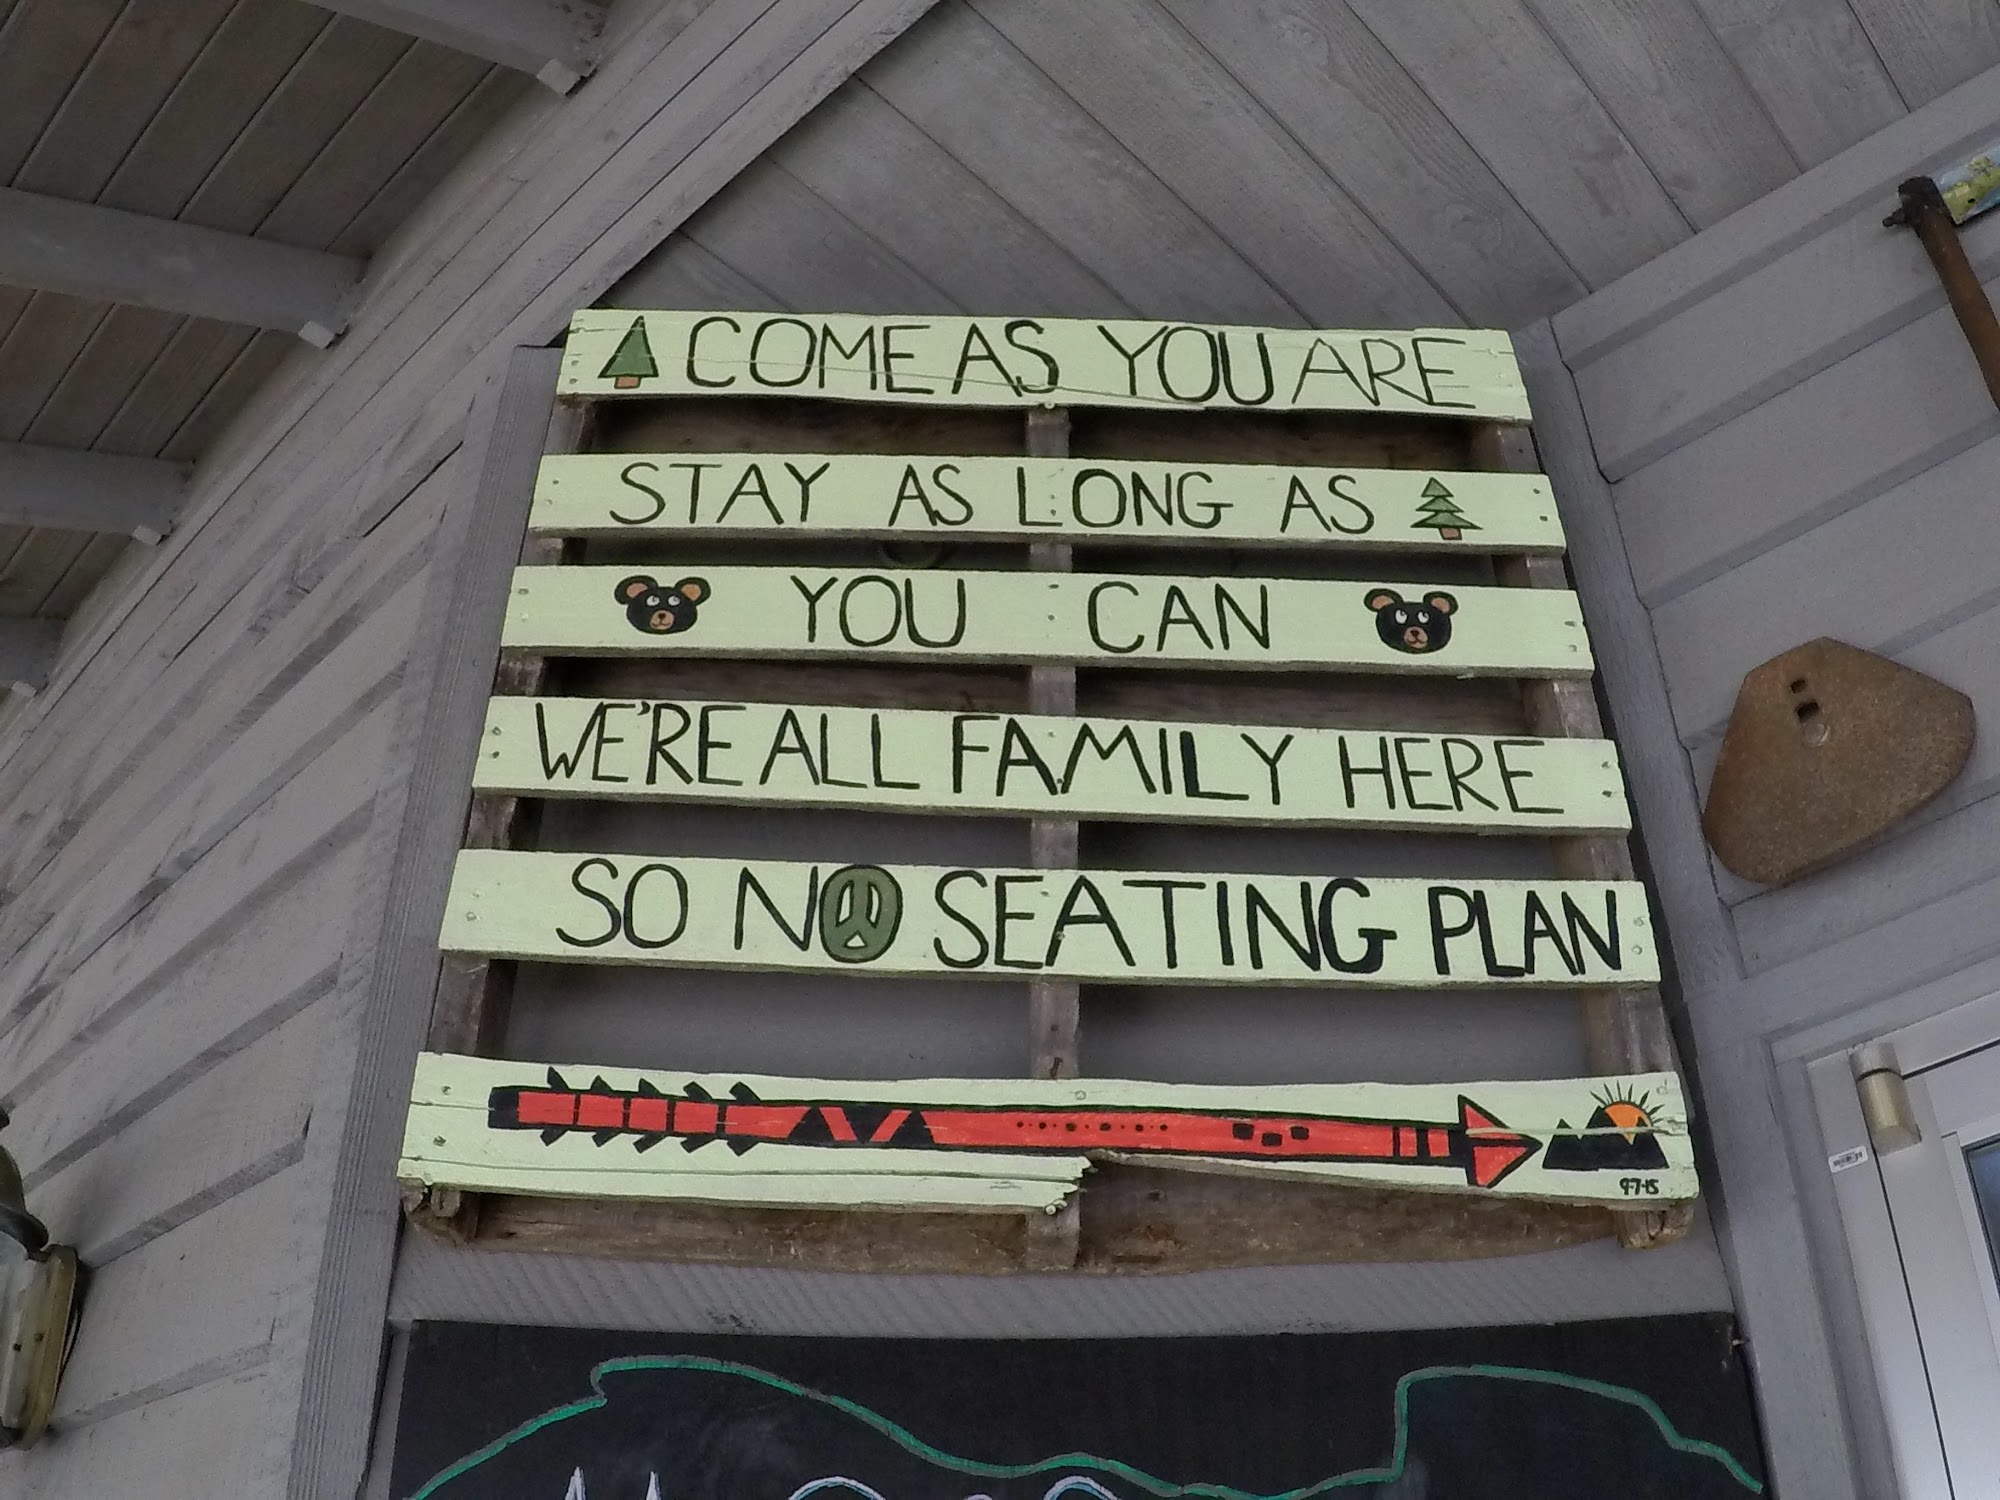 COME AS YOU ARE
STAY AS LONG AS
YOU CAN
WE'RE ALL FAMILY HERE
SO NO SEATING PLAN
9-7-15